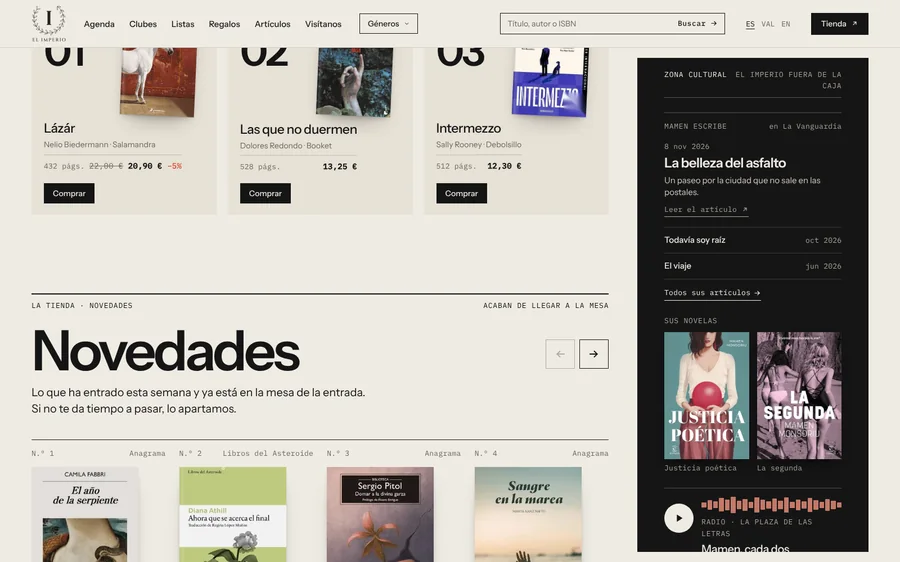 I
EL IMPERIO
Agenda
Clubes
Listas
Regalos
Artículos
Visítanos
Géneros
Título, autor o ISBN
Buscar →
ES VAL EN
Tienda ↗
01
Lázár
Nelio Biedermann · Salamandra
432 págs. 22,00 € 20,90 € −5%
Comprar
02
Las que no duermen
Dolores Redondo · Booket
528 págs. 13,25 €
Comprar
03
INTERMEZZO
Intermezzo
Sally Rooney · Debolsillo
512 págs. 12,30 €
Comprar
LA TIENDA · NOVEDADES
ACABAN DE LLEGAR A LA MESA
Novedades
← →
Lo que ha entrado esta semana y ya está en la mesa de la entrada.
Si no te da tiempo a pasar, lo apartamos.
N.º 1 Anagrama
CAMILA FABBRI
El año
de la serpiente
N.º 2 Libros del Asteroide
Libros del Asteroide
Diana Athill
Ahora que se acerca el final
N.º 3 Anagrama
Sergio Pitol
Domar a la divina garza
N.º 4 Anagrama
Sangre
en la marea
ZONA CULTURAL EL IMPERIO FUERA DE LA
CAJA
MAMEN ESCRIBE en La Vanguardia
8 nov 2026
La belleza del asfalto
Un paseo por la ciudad que no sale en las
postales.
Leer el artículo ↗
Todavía soy raíz oct 2026
El viaje jun 2026
Todos sus artículos →
SUS NOVELAS
JUSTICIA
POÉTICA
Justicia poética
LA
SEGUNDA
MAMEN
MONSORIU
La segunda
RADIO · LA PLAZA DE LAS
LETRAS
Mamen, cada dos